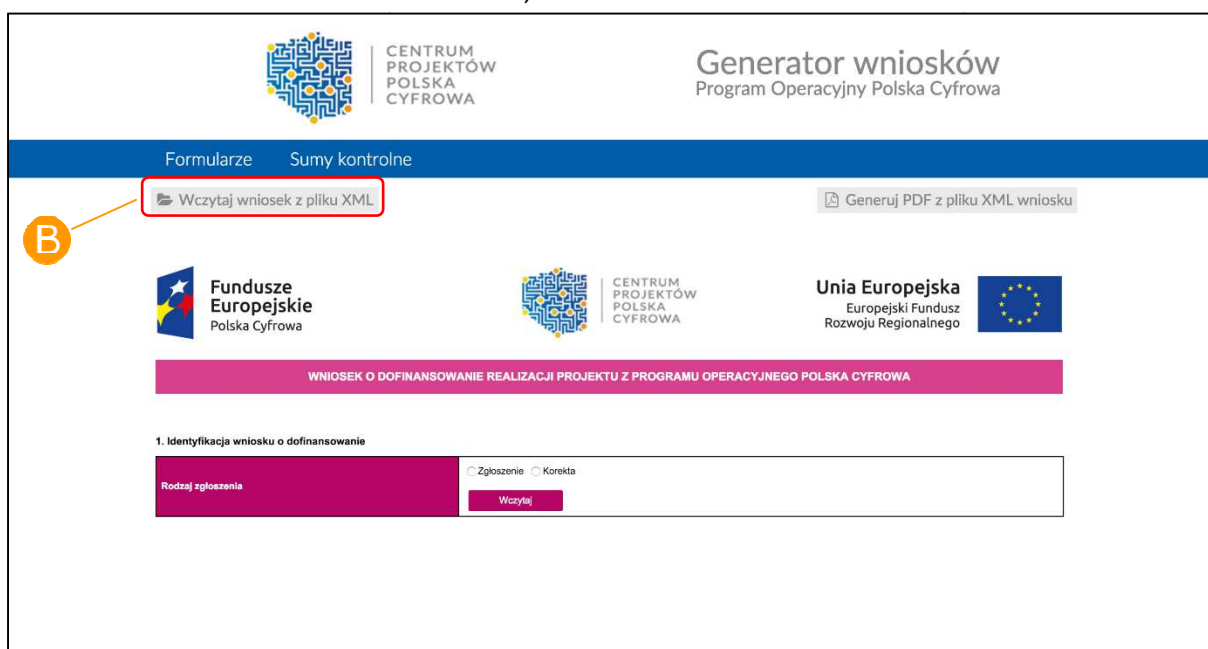 )
CENTRUM
PROJEKTÓW
POLSKA
CYFROWA
Generator wniosków
Program Operacyjny Polska Cyfrowa
Formularze Sumy kontrolne
Wczytaj wniosek z pliku XML
Generuj PDF z pliku XML wniosku
B
Fundusze
Europejskie
Polska Cyfrowa
CENTRUM
PROJEKTÓW
POLSKA
CYFROWA
Unia Europejska
Europejski Fundusz
Rozwoju Regionalnego
WNIOSEK O DOFINANSOWANIE REALIZACJI PROJEKTU Z PROGRAMU OPERACYJNEGO POLSKA CYFROWA
1. Identyfikacja wniosku o dofinansowanie
Rodzaj zgłoszenia
Zgłoszenie Korekta
Wczytaj